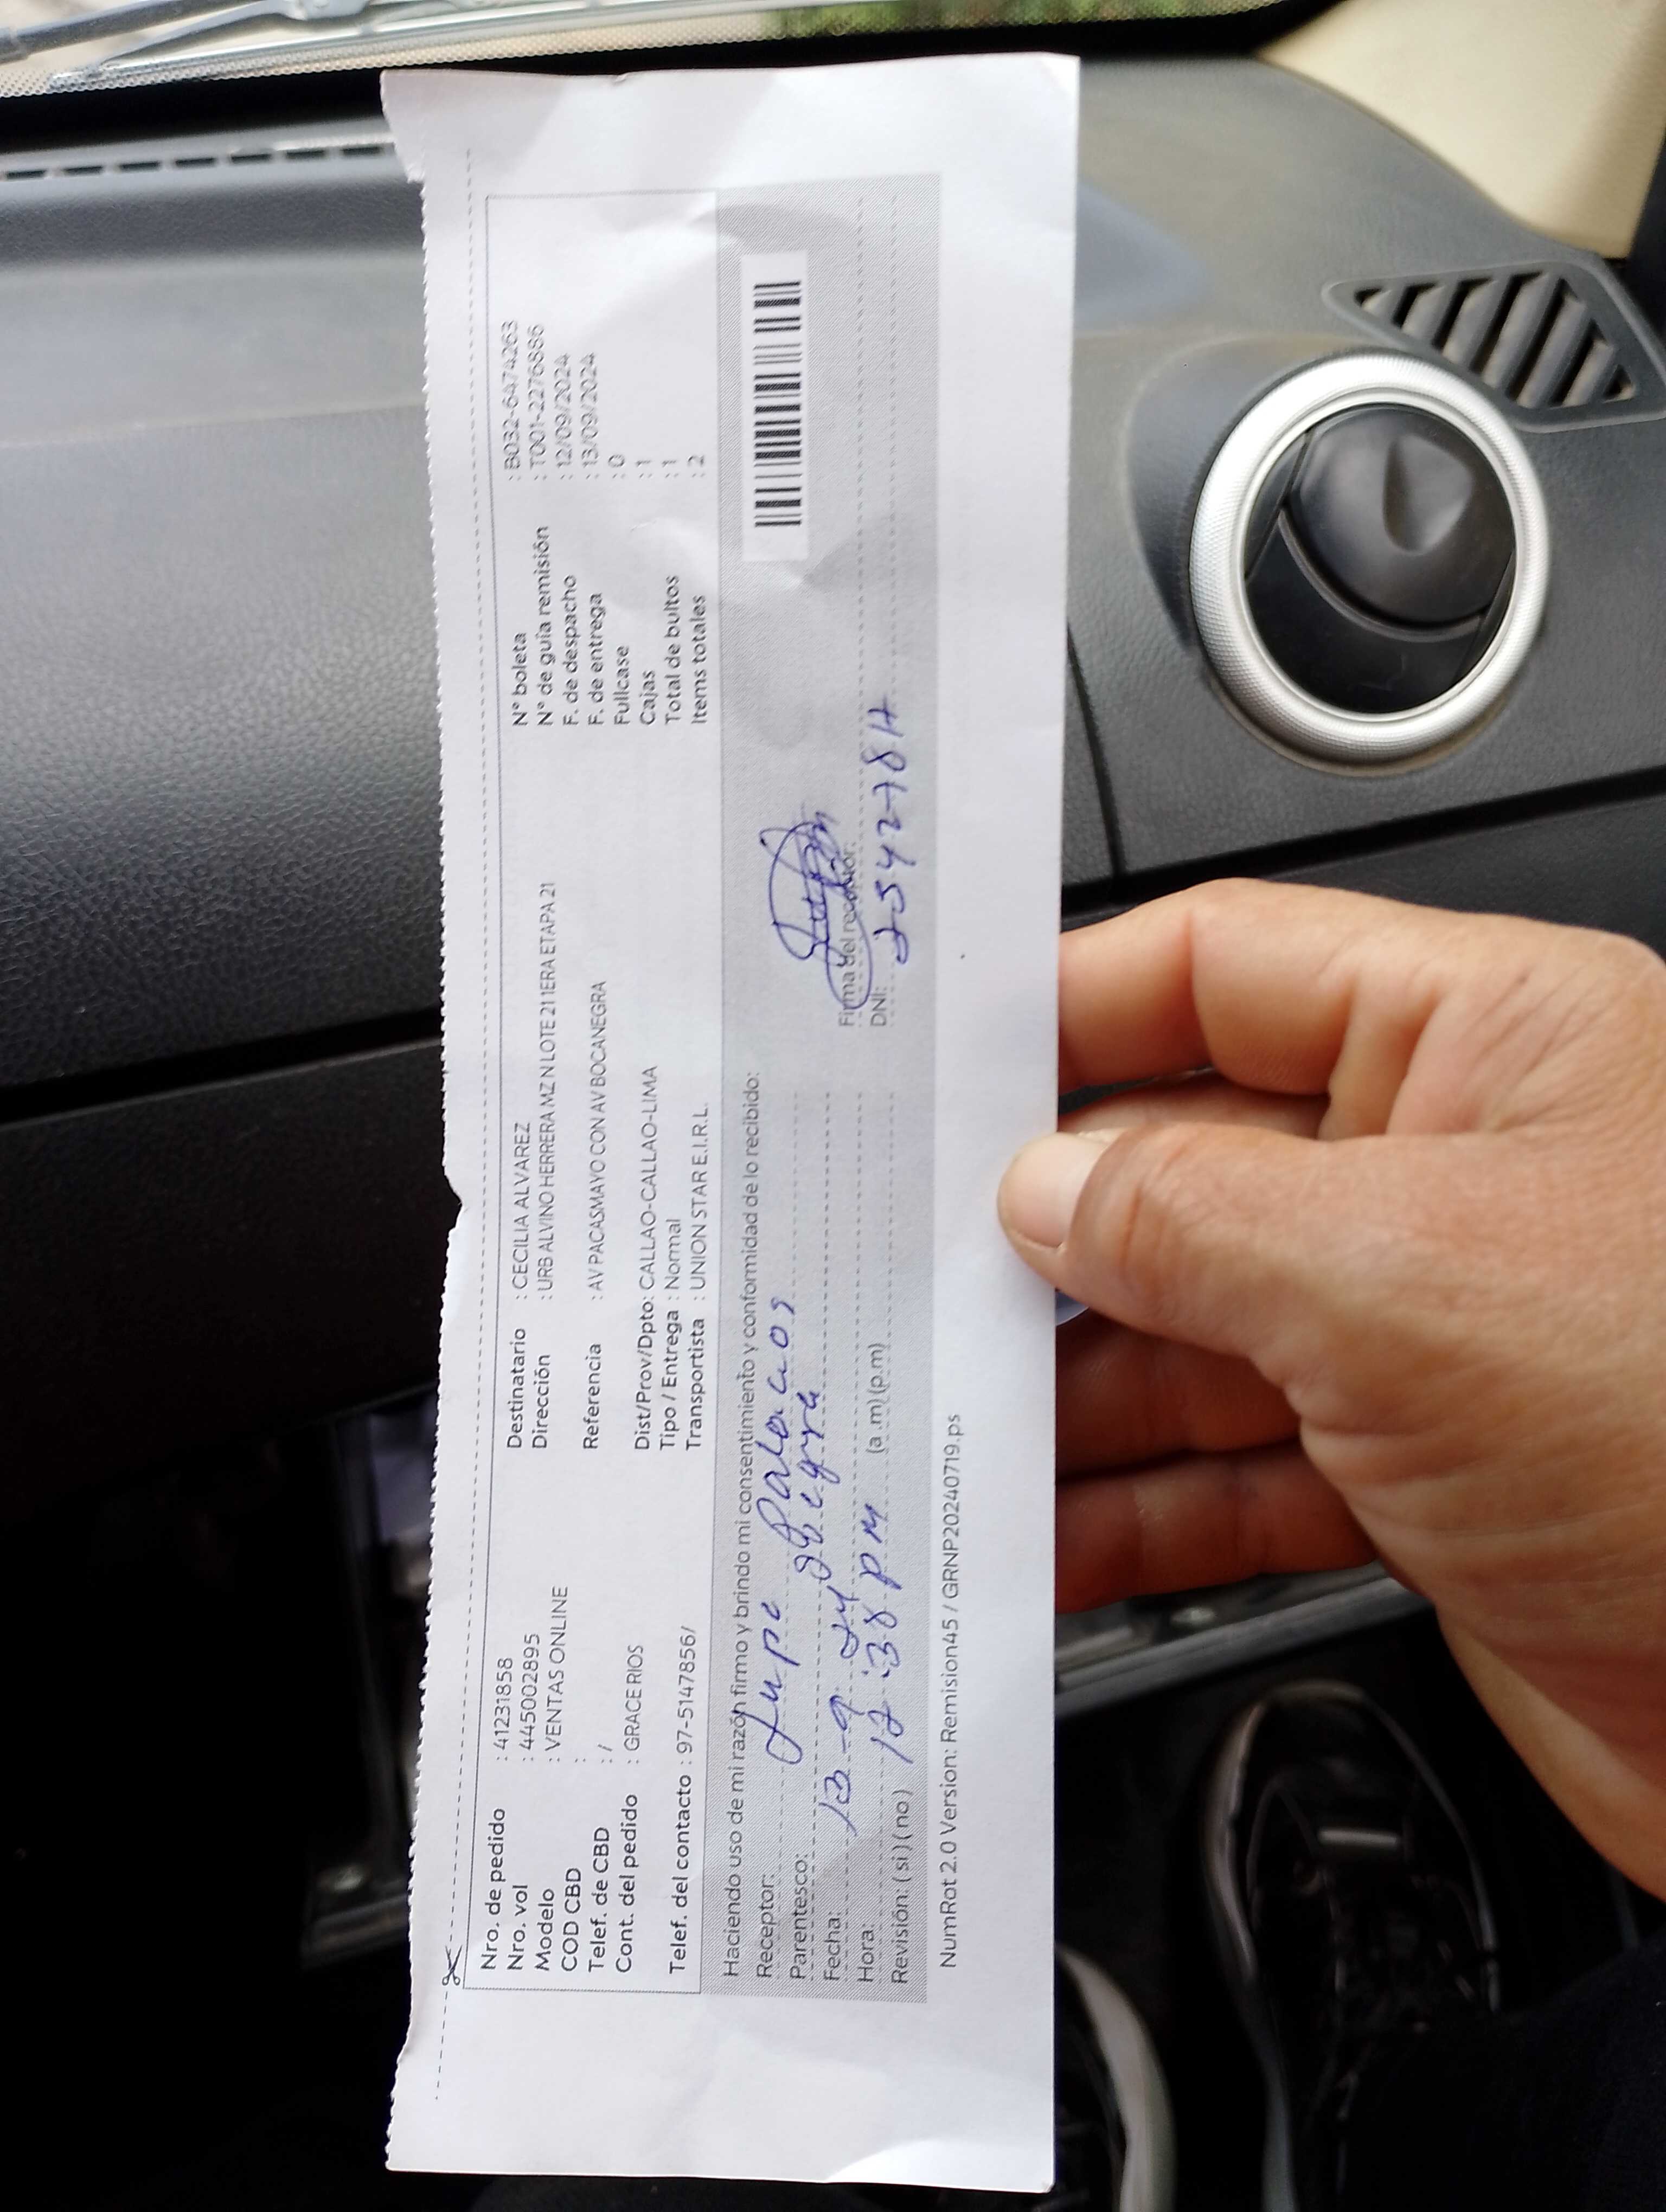 Nro. de pedido : 41231858
Nro. vol : 445002895
Modelo : VENTAS ONLINE
COD CBD :
Telef. de CBD : /
Cont. del pedido : GRACE RIOS
Telef. del contacto : 97-5147856/
Destinatario : CECILIA ALVAREZ
Dirección : URB ALVINO HERRERA MZ N LOTE 21 1ERA ETAPA 21
Referencia : AV PACASMAYO CON AV BOCANEGRA
Dist/Prov/Dpto: CALLAO-CALLAO-LIMA
Tipo / Entrega : Normal
Transportista : UNION STAR E.I.R.L.
N° boleta : B032-6474263
N° de guía remisión : T001-2276886
F. de despacho : 12/09/2024
F. de entrega : 13/09/2024
Fullcase : 0
Cajas : 1
Total de bultos : 1
Items totales : 2
Haciendo uso de mi razón firmo y brindo mi consentimiento y conformidad de lo recibido:
Receptor: Palacios
Parentesco:
Fecha: 13-9-24
Hora: 12:38 pm (a.m)(p.m)
Revisión: (si) (no)
Firma del receptor:
DNI:
NumRot 2.0 Version: Remision45 / GRNP20240719.ps